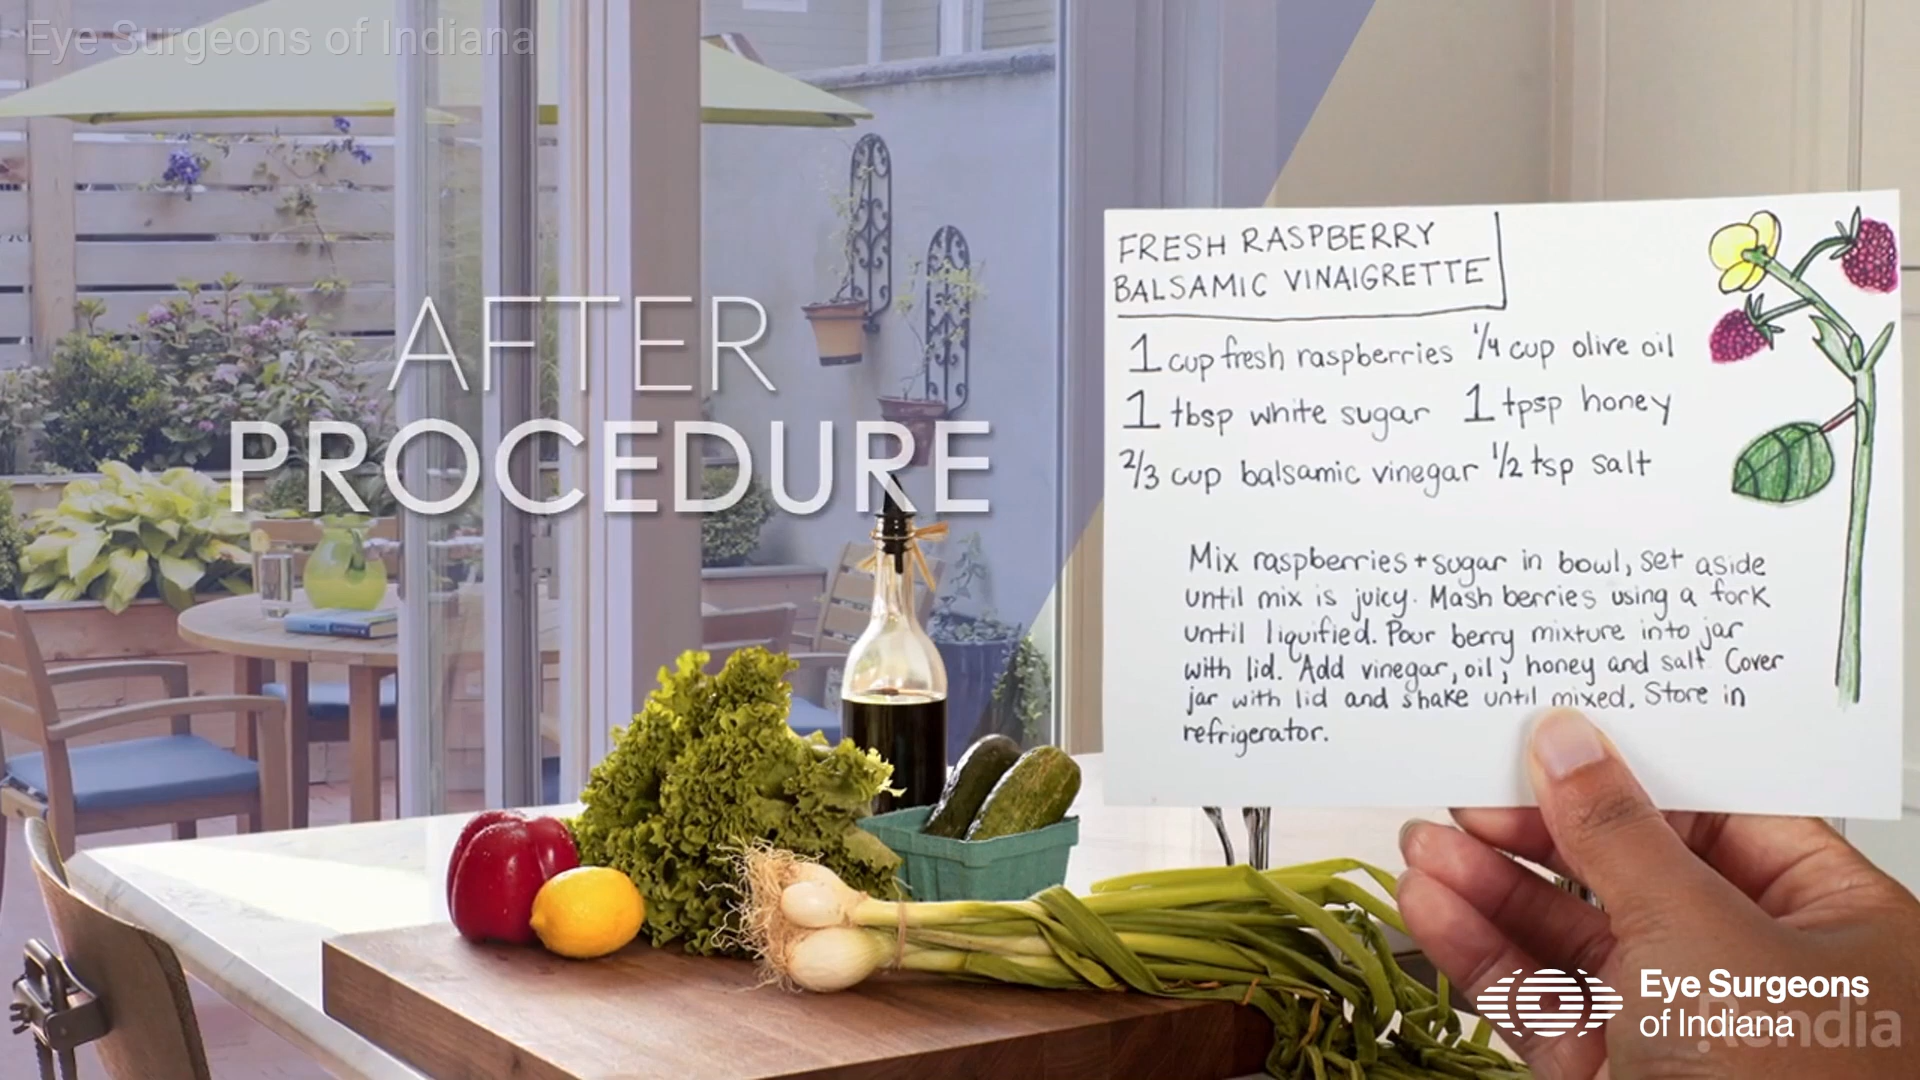 Eye Surgeons of Indiana
AFTER
PROCEDURE
FRESH RASPBERRY
BALSAMIC VINAIGRETTE
1 cup fresh raspberries 1/4 cup olive oil
1 tbsp white sugar 1 tpsp honey
2/3 cup balsamic vinegar 1/2 tsp salt
Mix raspberries + sugar in bowl, set aside
until mix is juicy. Mash berries using a fork
until liquified. Pour berry mixture into jar
with lid. Add vinegar, oil, honey and salt. Cover
jar with lid and shake until mixed. Store in
refrigerator.
Eye Surgeons
of Indiana
Rendia